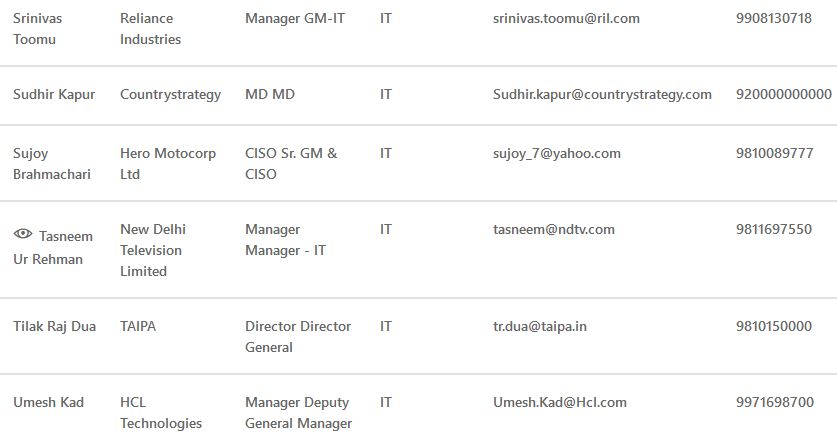 Srinivas Toomu Reliance Industries Manager GM-IT IT srinivas.toomu@ril.com 9908130718
Sudhir Kapur Countrystrategy MD MD IT Sudhir.kapur@countrystrategy.com 920000000000
Sujoy Brahmachari Hero Motocorp Ltd CISO Sr. GM & CISO IT sujoy_7@yahoo.com 9810089777
Tasneem Ur Rehman New Delhi Television Limited Manager Manager - IT IT tasneem@ndtv.com 9811697550
Tilak Raj Dua TAIPA Director Director General IT tr.dua@taipa.in 9810150000
Umesh Kad HCL Technologies Manager Deputy General Manager IT Umesh.Kad@Hcl.com 9971698700